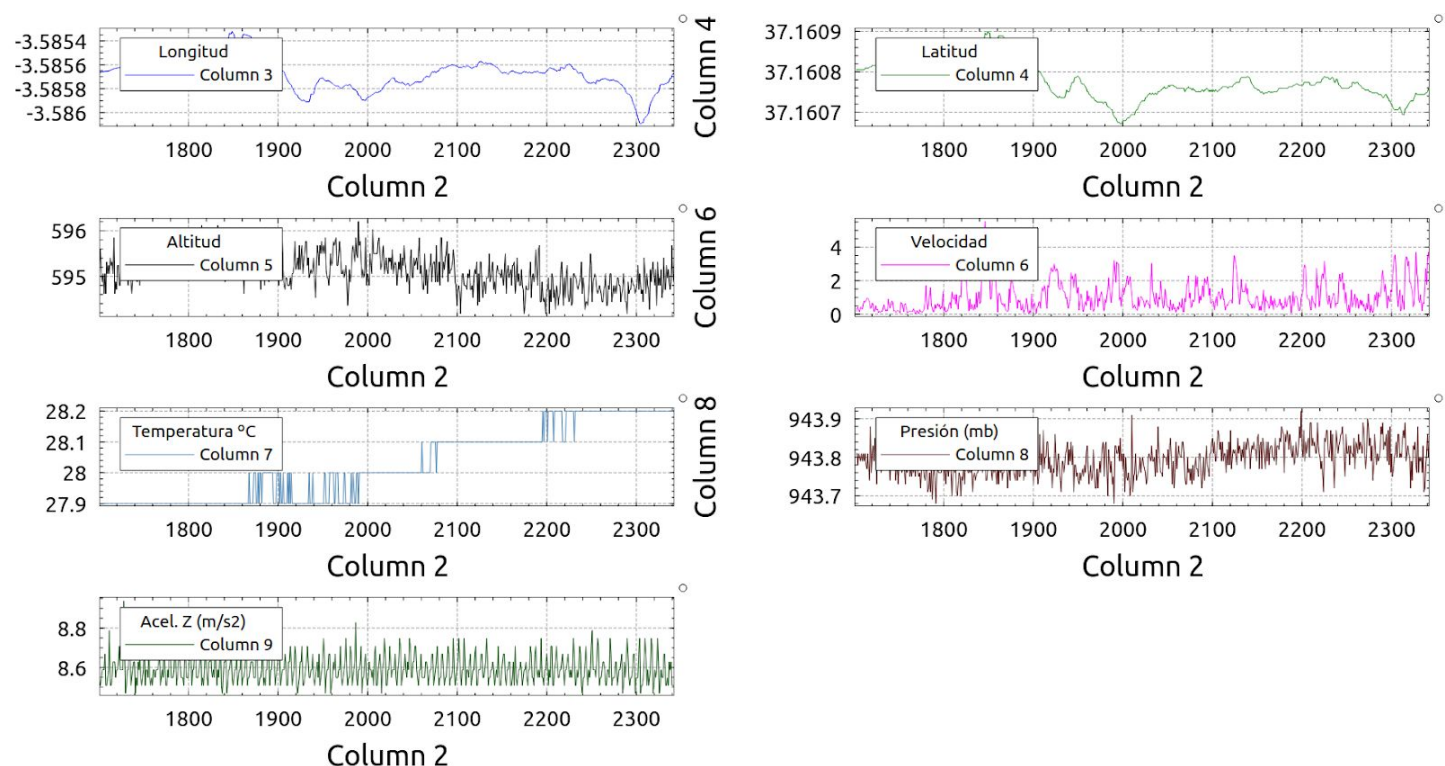 -3.5854
-3.5856
-3.5858
-3.586
Longitud
Column 3
1800 1900 2000 2100 2200 2300
Column 2
Column 4
37.1609
37.1608
37.1607
Latitud
Column 4
1800 1900 2000 2100 2200 2300
Column 2
596
595
Altitud
Column 5
1800 1900 2000 2100 2200 2300
Column 2
Column 6
4
2
0
Velocidad
Column 6
1800 1900 2000 2100 2200 2300
Column 2
28.2
28.1
28
27.9
Temperatura ºC
Column 7
1800 1900 2000 2100 2200 2300
Column 2
Column 8
943.9
943.8
943.7
Presión (mb)
Column 8
1800 1900 2000 2100 2200 2300
Column 2
8.8
8.6
Acel. Z (m/s2)
Column 9
1800 1900 2000 2100 2200 2300
Column 2